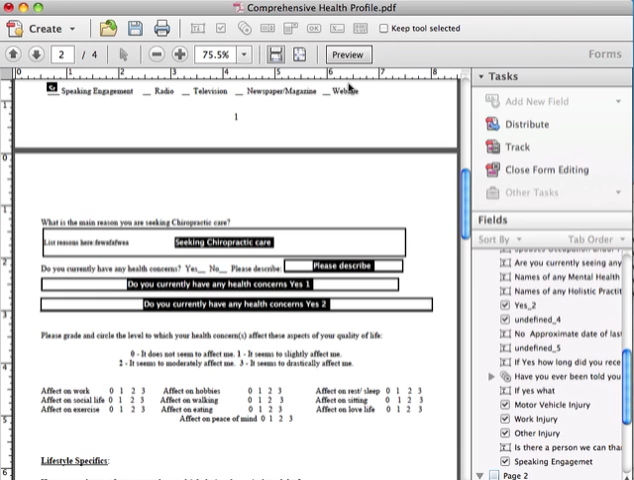 Comprehensive Health Profile.pdf
Create
Keep tool selected
2 / 4
75.5%
Preview
Forms
0 1 2 3 4 5 6 7 8
Tasks
Add New Field
Distribute
Track
Close Form Editing
Other Tasks
Fields
Sort By
Tab Order
__ Speaking Engagement __ Radio __ Television __ Newspaper/Magazine __ Website
1
What is the main reason you are seeking Chiropractic care?
List reasons here:
Seeking Chiropractic care
Do you currently have any health concerns? Yes__ No__ Please describe:
Please describe
Do you currently have any health concerns Yes 1
Do you currently have any health concerns Yes 2
Please grade and circle the level to which your health concern(s) affect these aspects of your quality of life:
0 - It does not seem to affect me. 1 - It seems to slightly affect me.
2 - It seems to moderately affect me. 3 - It seems to drastically affect me.
Affect on work 0 1 2 3 Affect on hobbies 0 1 2 3 Affect on rest/ sleep 0 1 2 3
Affect on social life 0 1 2 3 Affect on walking 0 1 2 3 Affect on sitting 0 1 2 3
Affect on exercise 0 1 2 3 Affect on eating 0 1 2 3 Affect on love life 0 1 2 3
Affect on peace of mind 0 1 2 3
Lifestyle Specifics:
Are you currently seeing any
Names of any Mental Health
Names of any Holistic Practit
Yes_2
undefined_4
No Approximate date of las
undefined_5
If Yes how long did you rece
Have you ever been told you
If yes what
Motor Vehicle Injury
Work Injury
Other Injury
Is there a person we can tha
Speaking Engagemet
Page 2